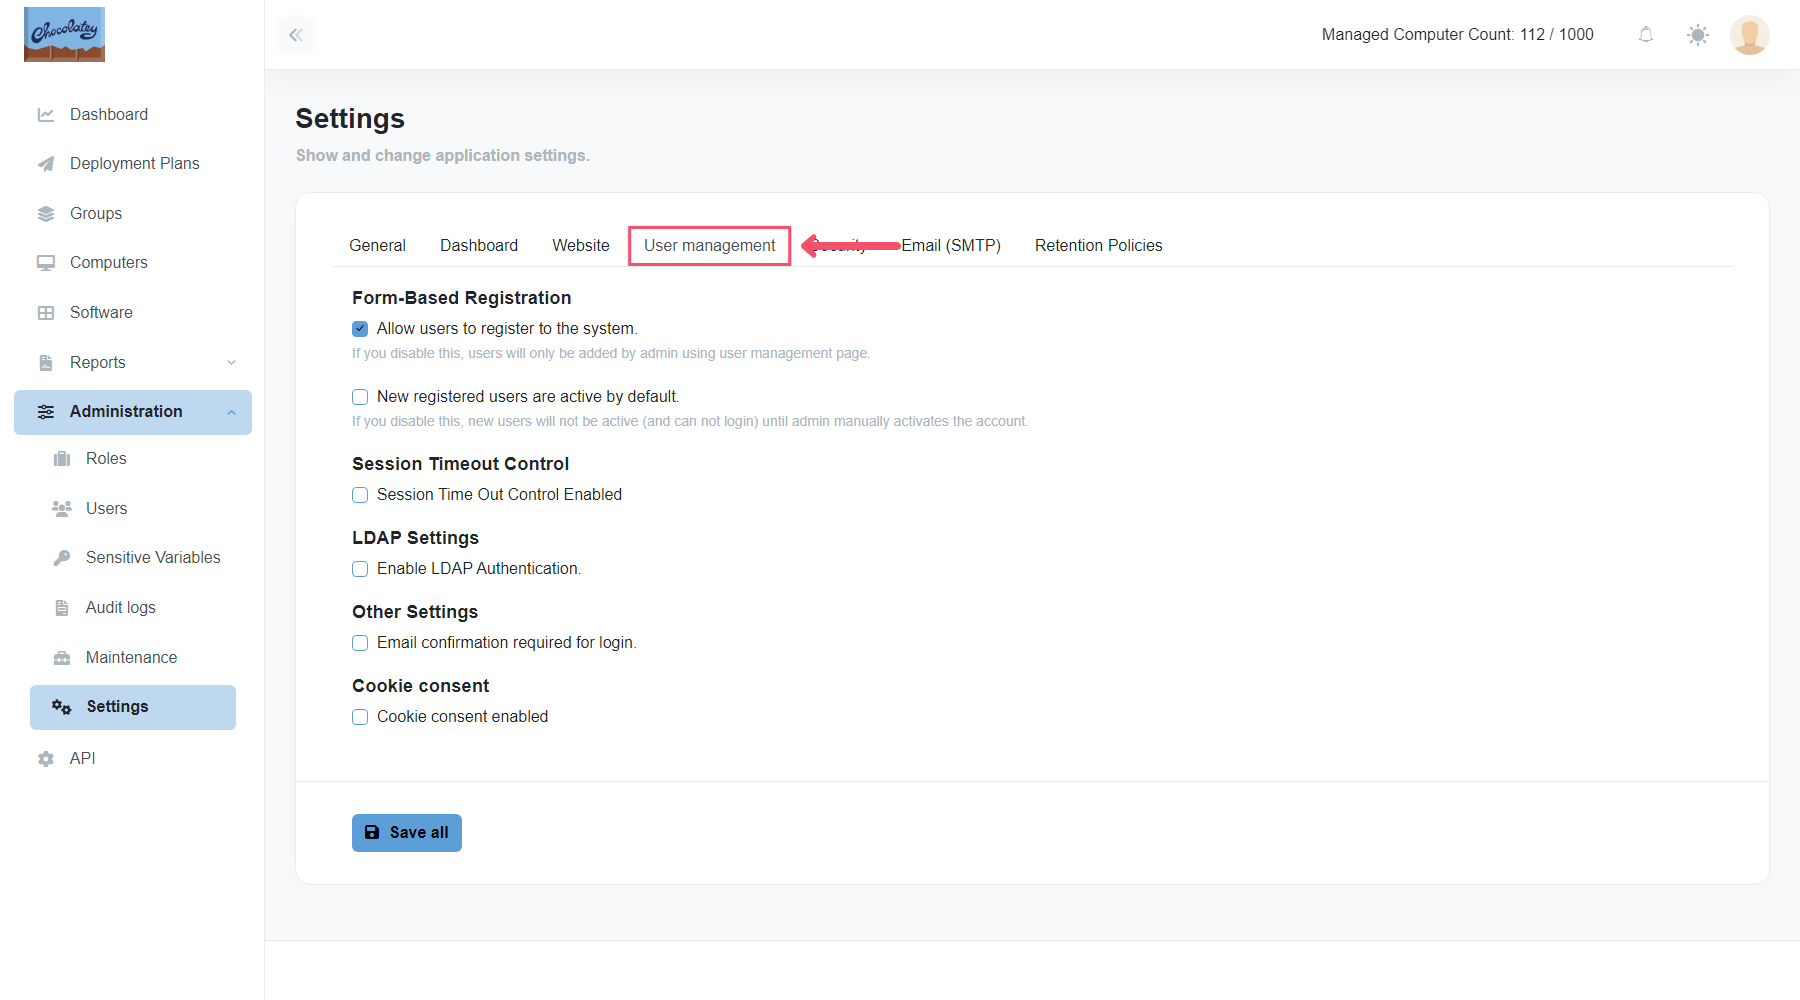 Chocolatey
Managed Computer Count: 112 / 1000
Dashboard
Deployment Plans
Groups
Computers
Software
Reports
Administration
Roles
Users
Sensitive Variables
Audit logs
Maintenance
Settings
API
Settings
Show and change application settings.
General Dashboard Website User management Security Email (SMTP) Retention Policies
Form-Based Registration
Allow users to register to the system.
If you disable this, users will only be added by admin using user management page.
New registered users are active by default.
If you disable this, new users will not be active (and can not login) until admin manually activates the account.
Session Timeout Control
Session Time Out Control Enabled
LDAP Settings
Enable LDAP Authentication.
Other Settings
Email confirmation required for login.
Cookie consent
Cookie consent enabled
Save all